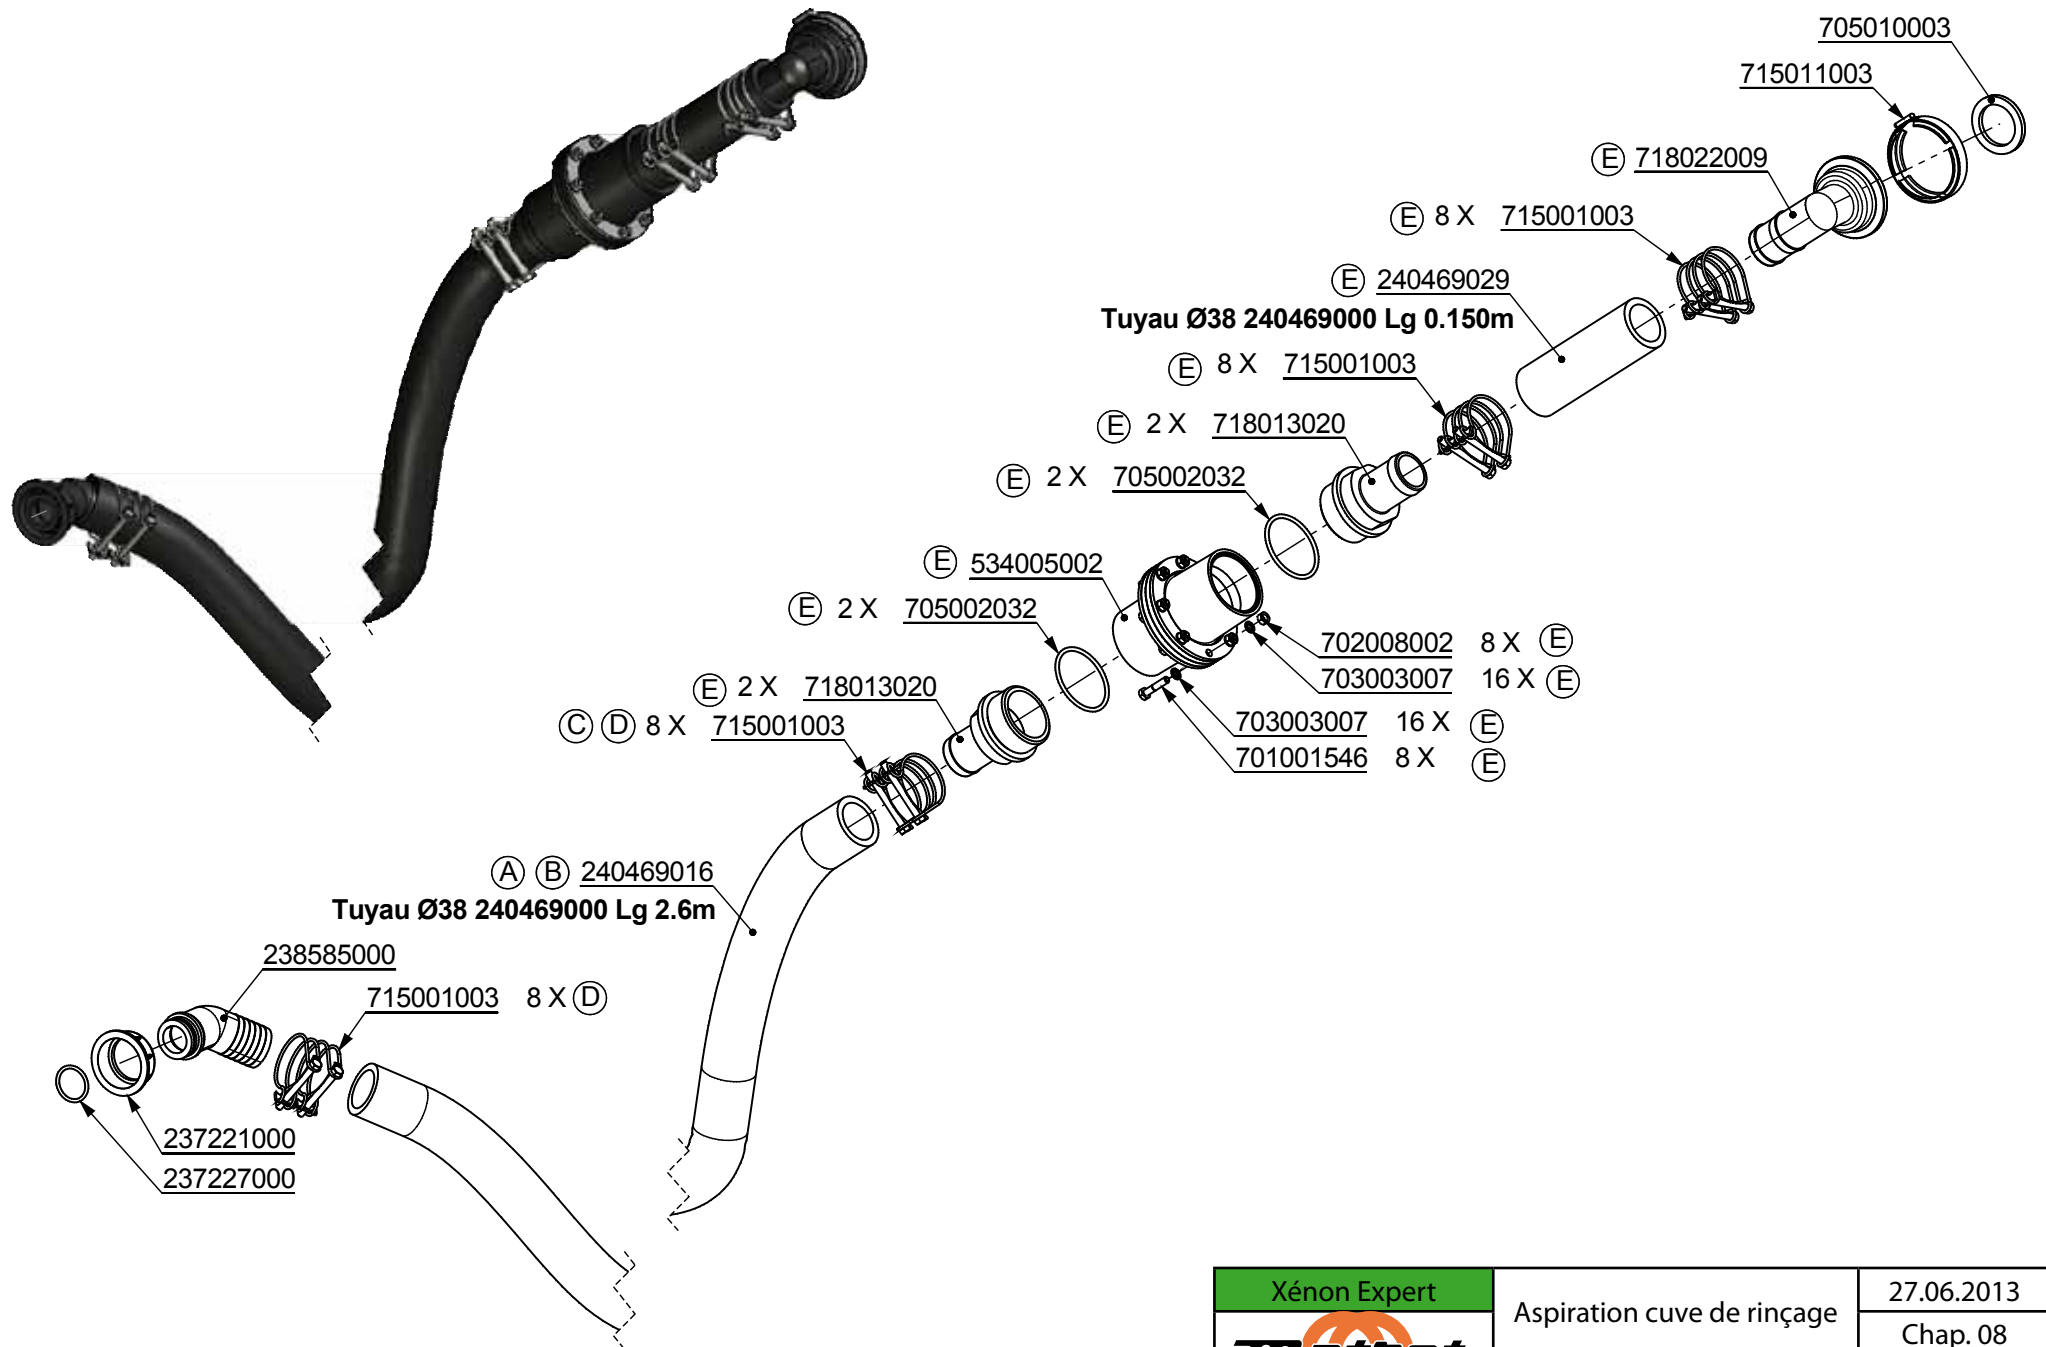 705010003
715011003
E 718022009
E 8 X 715001003
E 240469029
Tuyau Ø38 240469000 Lg 0.150m
E 8 X 715001003
E 2 X 718013020
E 2 X 705002032
E 534005002
E 2 X 705002032
702008002 8 X E
703003007 16 X E
E 2 X 718013020
703003007 16 X E
C D 8 X 715001003
701001546 8 X E
A B 240469016
Tuyau Ø38 240469000 Lg 2.6m
238585000
715001003 8 X D
237221000
237227000
Xénon Expert
Aspiration cuve de rinçage
27.06.2013
Chap. 08